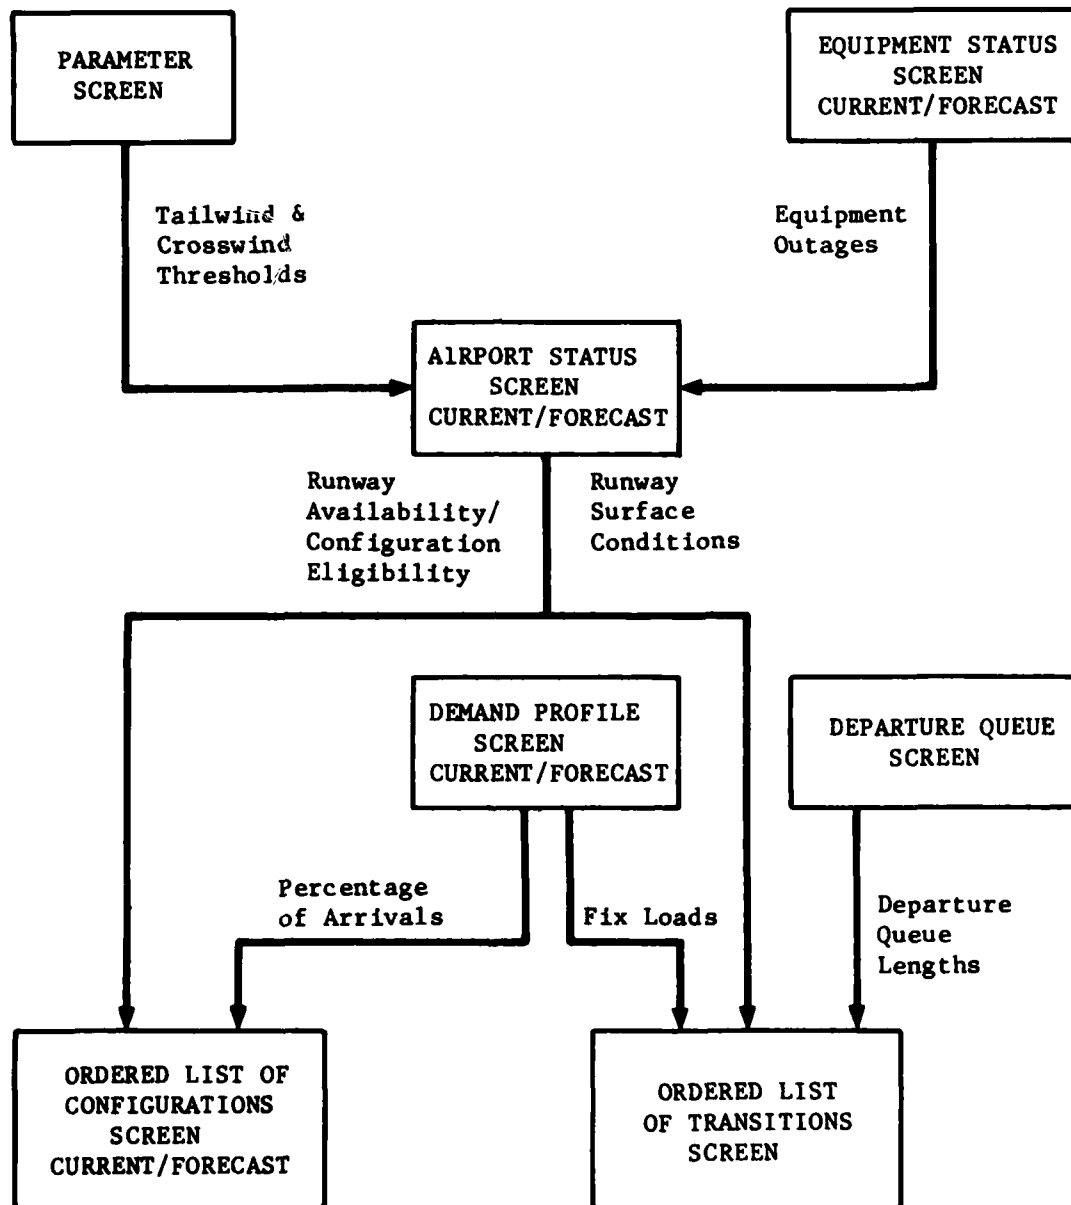 PARAMETER
SCREEN
EQUIPMENT STATUS
SCREEN
CURRENT/FORECAST
Tailwind &
Crosswind
Thresholds
Equipment
Outages
AIRPORT STATUS
SCREEN
CURRENT/FORECAST
Runway
Availability/
Configuration
Eligibility
Runway
Surface
Conditions
DEMAND PROFILE
SCREEN
CURRENT/FORECAST
DEPARTURE QUEUE
SCREEN
Percentage
of Arrivals
Fix Loads
Departure
Queue
Lengths
ORDERED LIST OF
CONFIGURATIONS
SCREEN
CURRENT/FORECAST
ORDERED LIST
OF TRANSITIONS
SCREEN